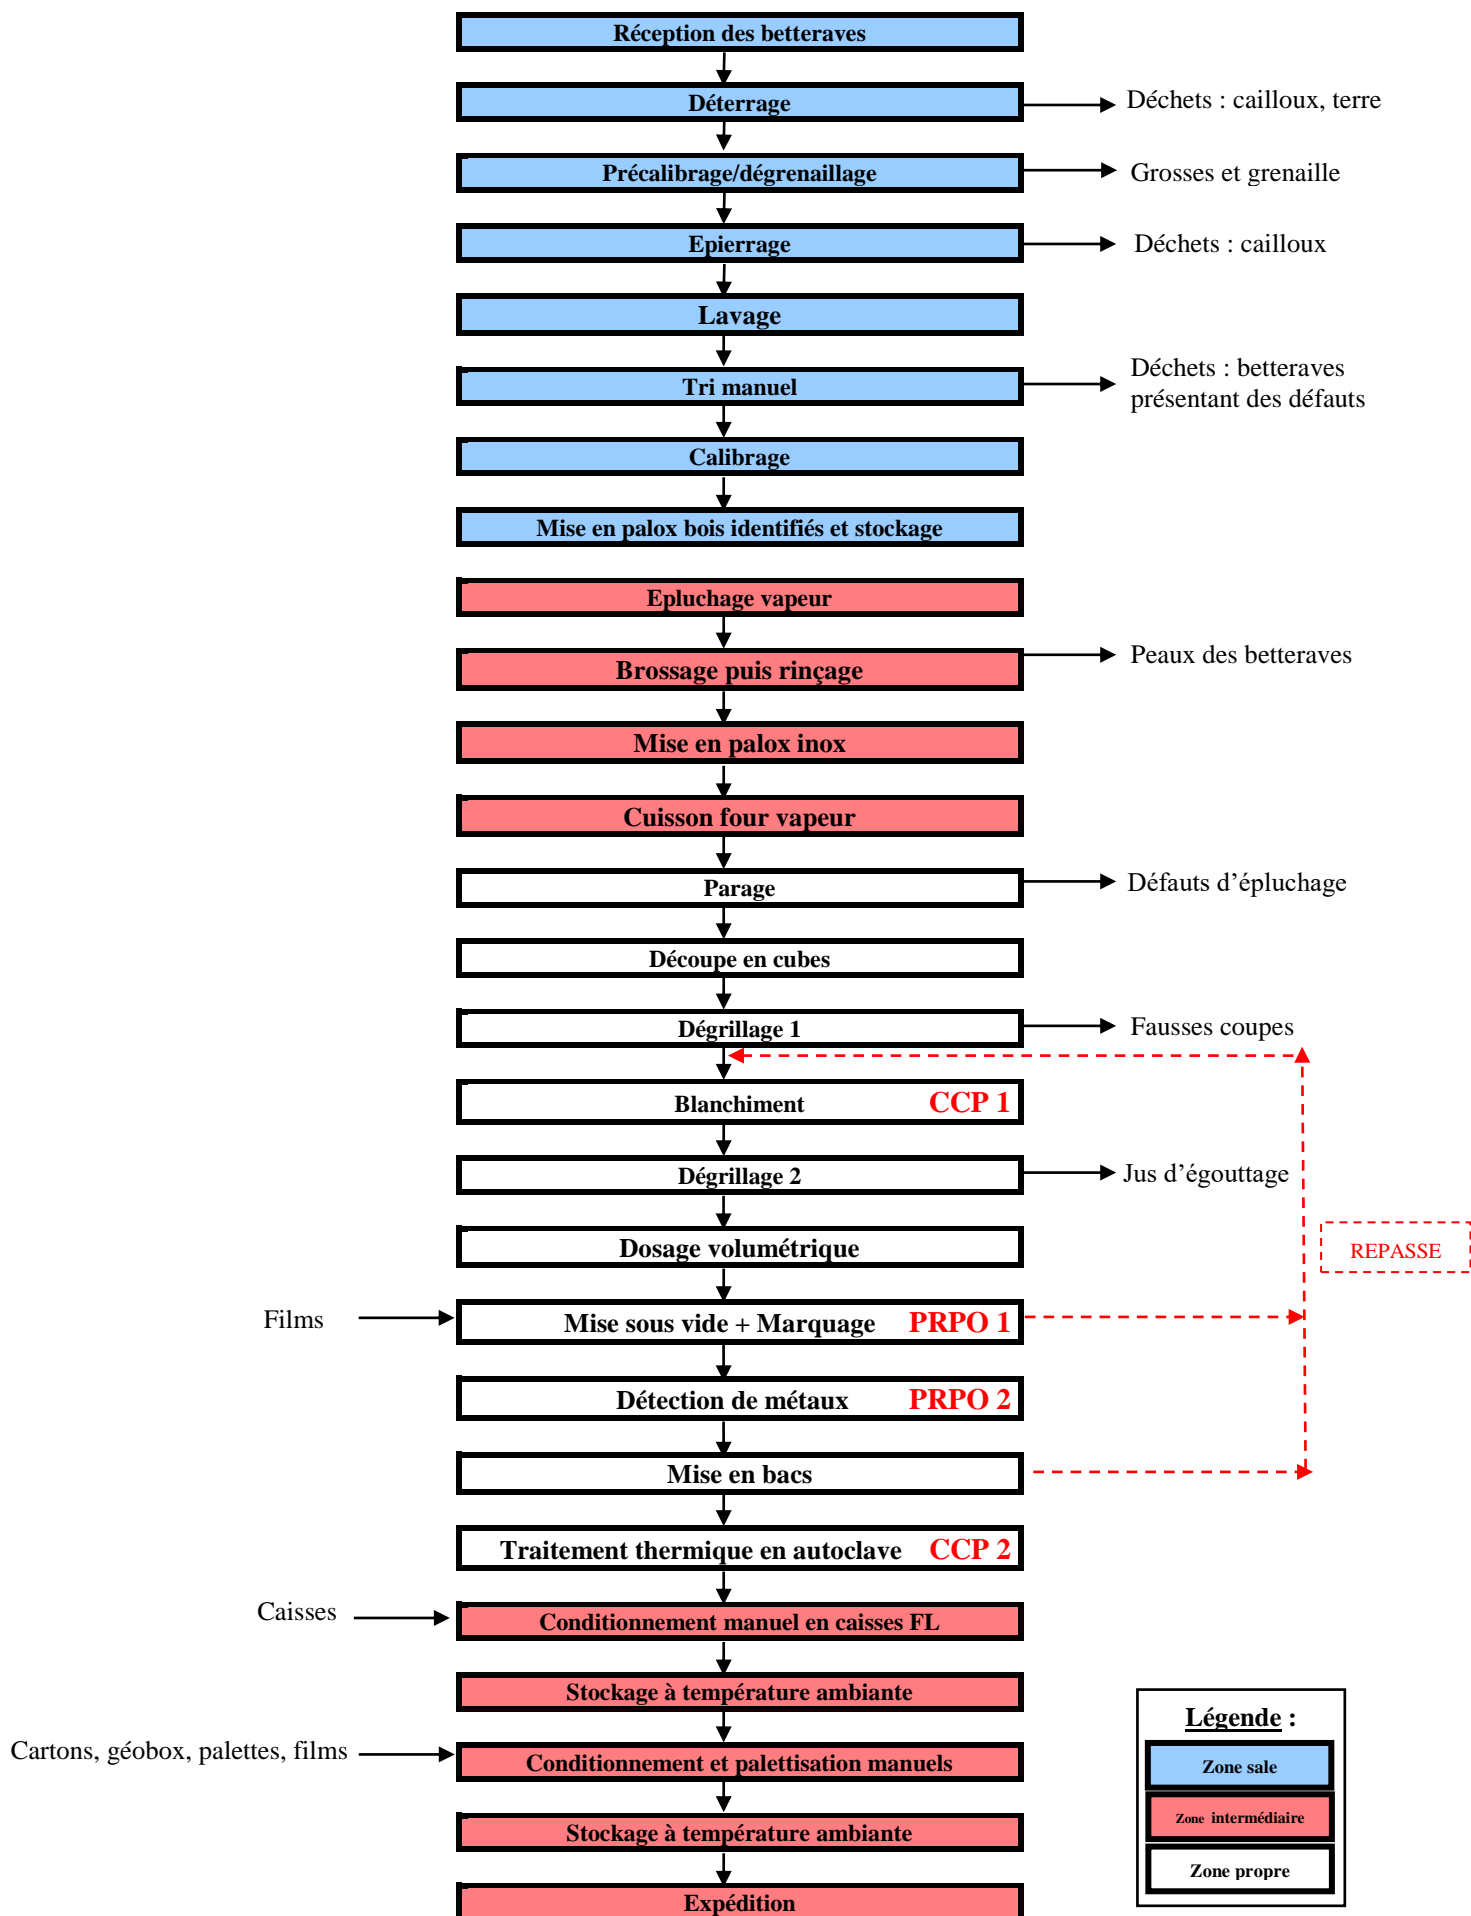 Réception des betteraves
Déterrage
Déchets : cailloux, terre
Précalibrage/dégrenaillage
Grosses et grenaille
Epierrage
Déchets : cailloux
Lavage
Tri manuel
Déchets : betteraves
présentant des défauts
Calibrage
Mise en palox bois identifiés et stockage
Epluchage vapeur
Brossage puis rinçage
Peaux des betteraves
Mise en palox inox
Cuisson four vapeur
Parage
Défauts d’épluchage
Découpe en cubes
Dégrillage 1
Fausses coupes
Blanchiment CCP 1
Dégrillage 2
Jus d’égouttage
Dosage volumétrique
REPASSE
Films
Mise sous vide + Marquage PRPO 1
Détection de métaux PRPO 2
Mise en bacs
Traitement thermique en autoclave CCP 2
Caisses
Conditionnement manuel en caisses FL
Stockage à température ambiante
Cartons, géobox, palettes, films
Conditionnement et palettisation manuels
Stockage à température ambiante
Expédition
Légende :
Zone sale
Zone intermédiaire
Zone propre